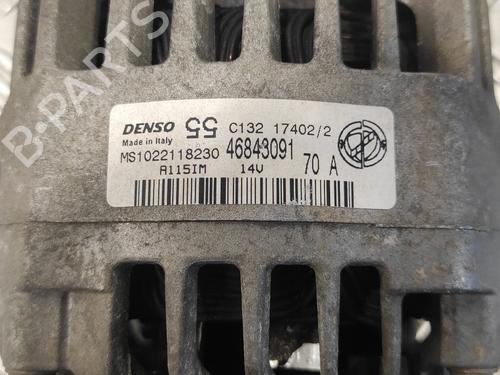 DENSO 55 C132 17402/2
Made in Italy
MS1022118230 46843091
A115IM 14V 70 A
B-PARTS